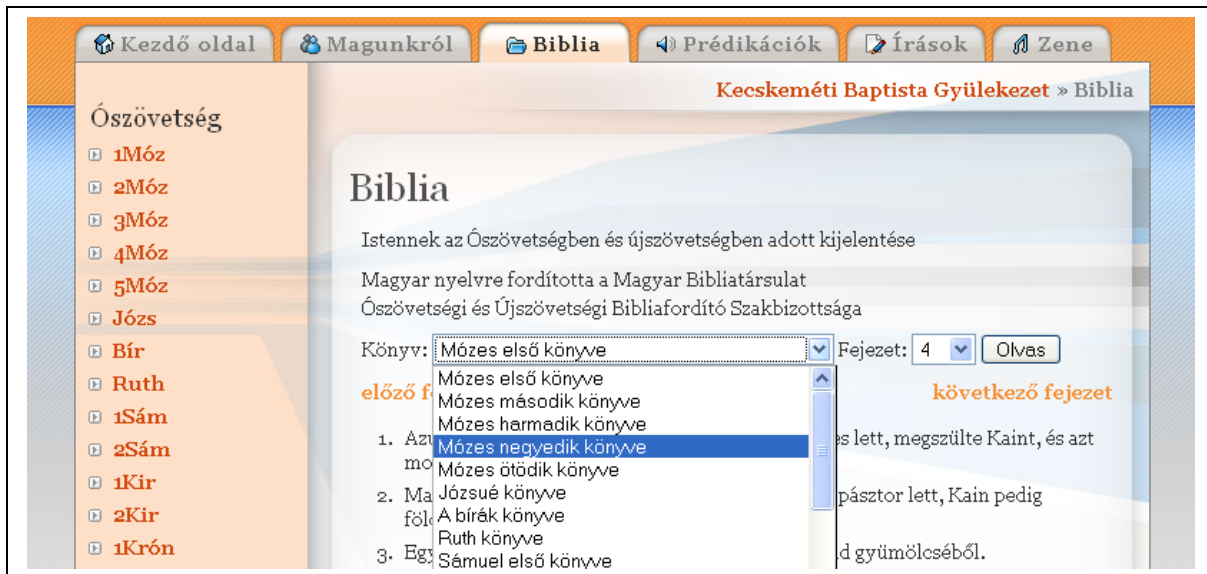 Kezdő oldal Magunkról Biblia Prédikációk Írások Zene
Kecskeméti Baptista Gyülekezet » Biblia
Ószövetség
1Móz
2Móz
3Móz
4Móz
5Móz
Józs
Bír
Ruth
1Sám
2Sám
1Kir
2Kir
1Krón
Biblia
Istennek az Ószövetségben és újszövetségben adott kijelentése
Magyar nyelvre fordította a Magyar Bibliatársulat
Ószövetségi és Újszövetségi Bibliafordító Szakbizottsága
Könyv: Mózes első könyve Fejezet: 4 Olvas
előző következő fejezet
Mózes első könyve
Mózes második könyve
Mózes harmadik könyve
Mózes negyedik könyve
Mózes ötödik könyve
Józsué könyve
A bírák könyve
Ruth könyve
Sámuel első könyve
1. lett, megszülte Kaint, és azt
2. pásztor lett, Kain pedig
3. gyümölcséből.